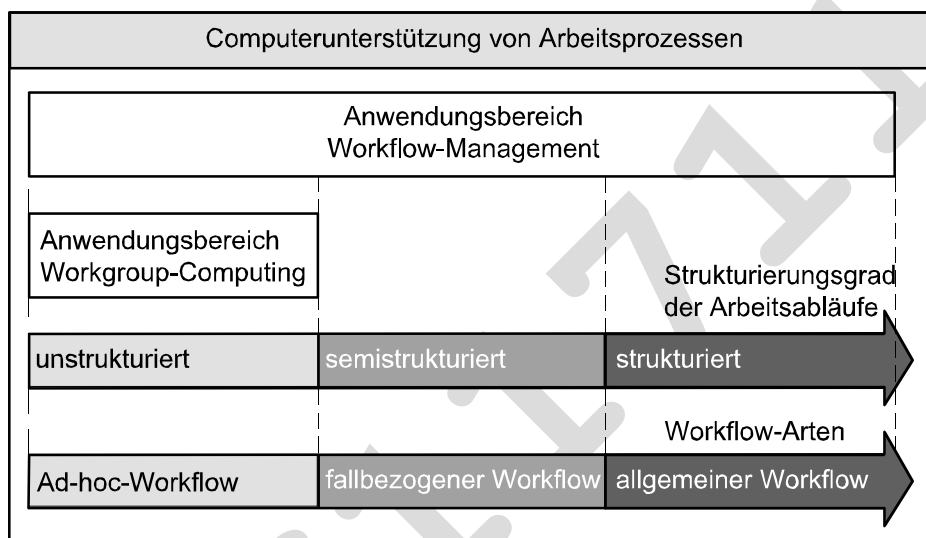 Computerunterstützung von Arbeitsprozessen
Anwendungsbereich
Workflow-Management
Anwendungsbereich
Workgroup-Computing
Strukturierungsgrad
der Arbeitsabläufe
unstrukturiert semistrukturiert strukturiert
Workflow-Arten
Ad-hoc-Workflow fallbezogener Workflow allgemeiner Workflow